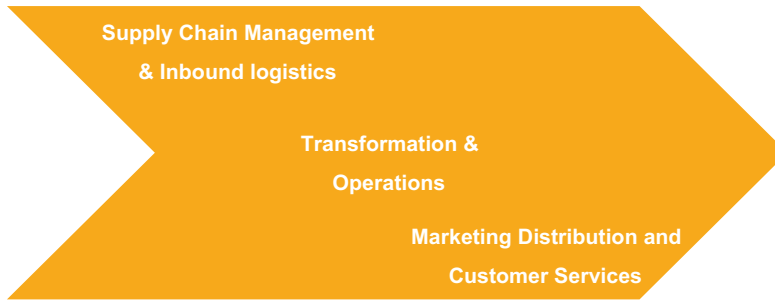 Supply Chain Management
& Inbound logistics
Transformation &
Operations
Marketing Distribution and
Customer Services